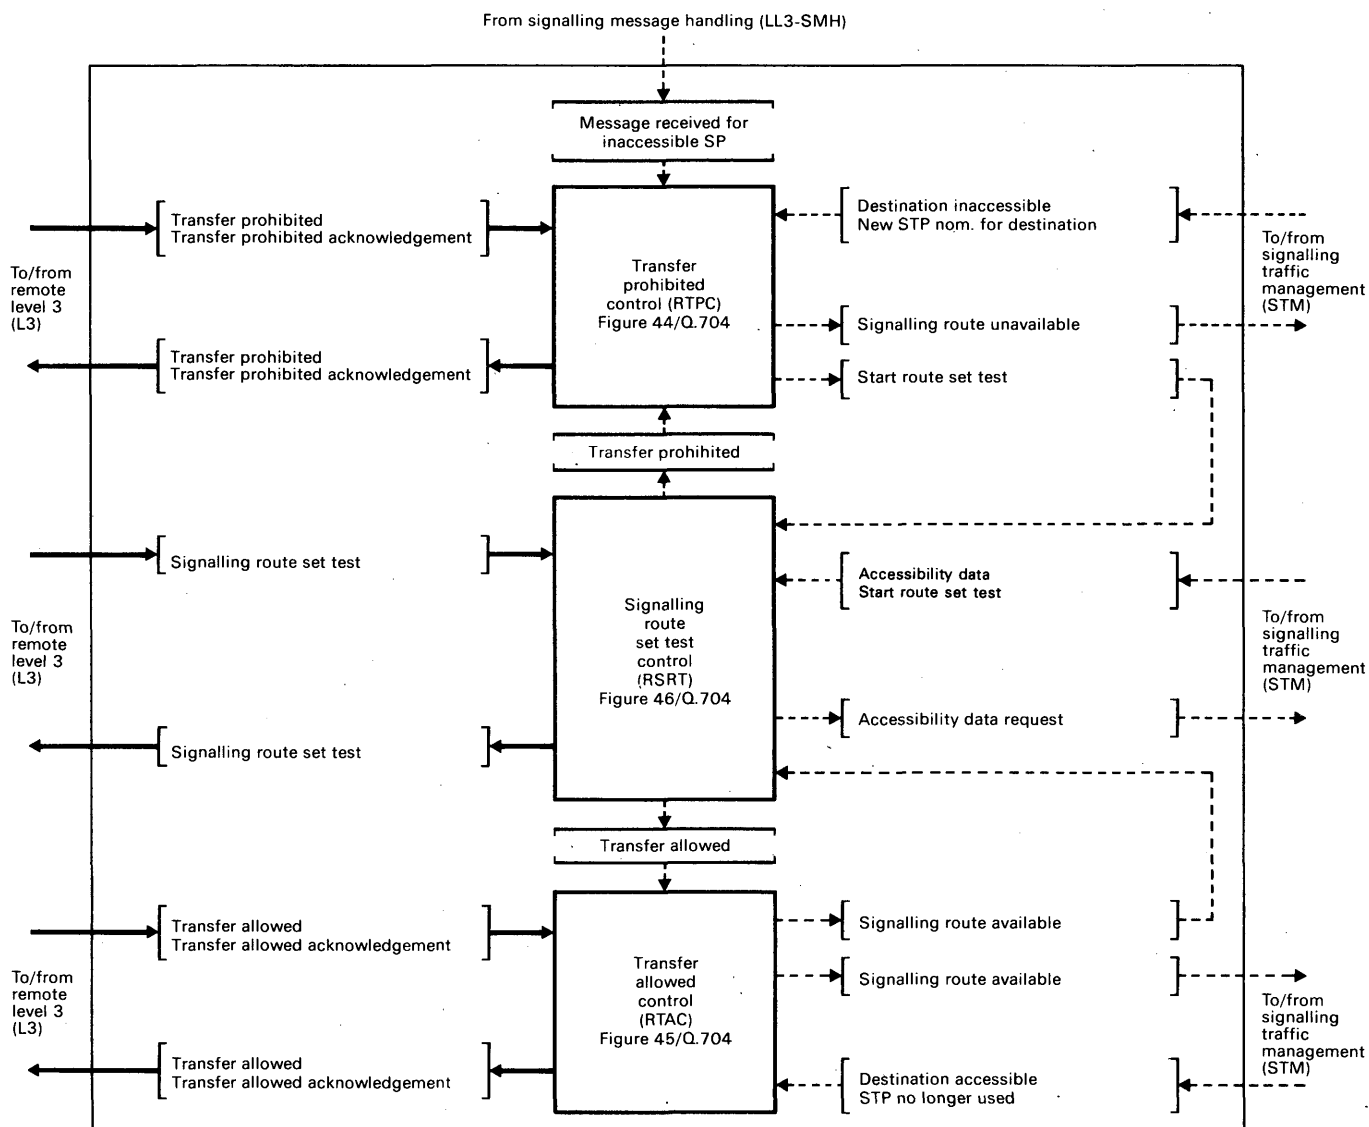 From signalling message handling (LL3-SMH)
Message received for
inaccessible SP
Transfer prohibited
Transfer prohibited acknowledgement
To/from
remote
level 3
(L3)
Transfer prohibited
Transfer prohibited acknowledgement
Transfer
prohibited
control (RTPC)
Figure 44/Q.704
Destination inaccessible
New STP nom. for destination
Signalling route unavailable
Start route set test
To/from
signalling
traffic
management
(STM)
Transfer prohihited
Signalling route set test
To/from
remote
level 3
(L3)
Signalling route set test
Signalling
route
set test
control
(RSRT)
Figure 46/Q.704
Accessibility data
Start route set test
Accessibility data request
To/from
signalling
traffic
management
(STM)
Transfer allowed
Transfer allowed
Transfer allowed acknowledgement
To/from
remote
level 3
(L3)
Transfer allowed
Transfer allowed acknowledgement
Transfer
allowed
control
(RTAC)
Figure 45/Q.704
Signalling route available
Signalling route available
Destination accessible
STP no longer used
To/from
signalling
traffic
management
(STM)